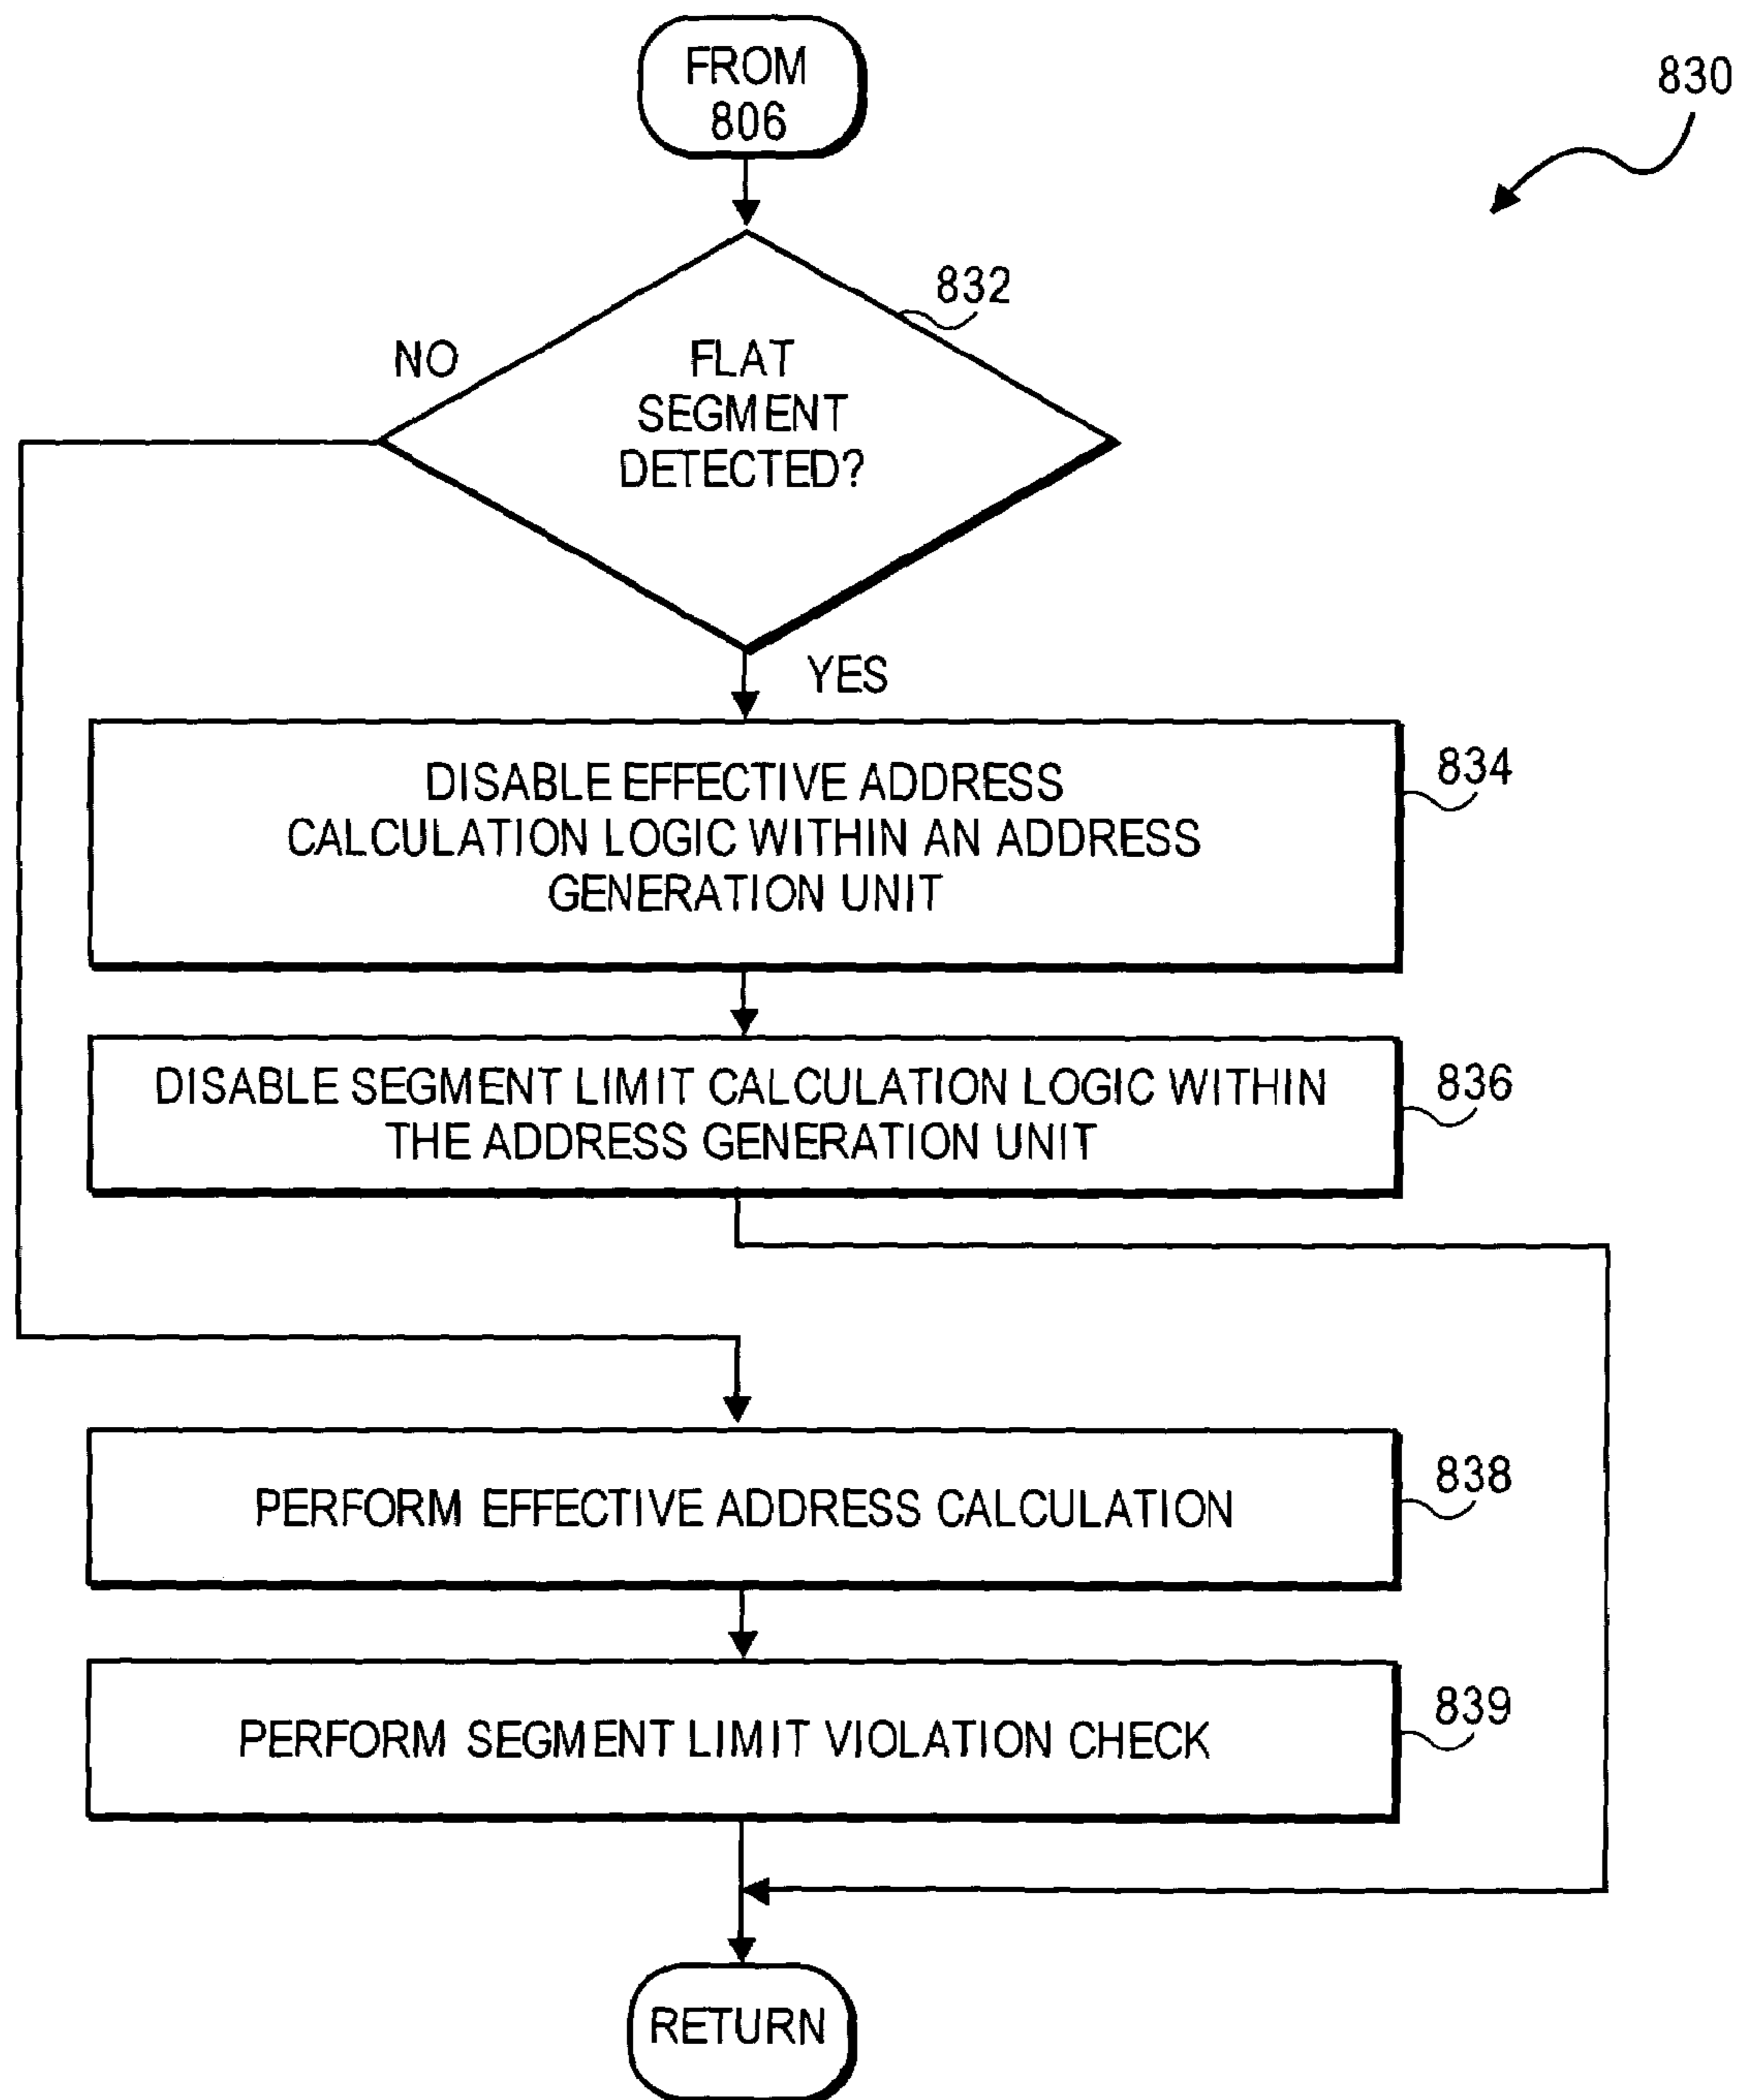 FROM
806
830
832
NO
FLAT
SEGMENT
DETECTED?
YES
834
DISABLE EFFECTIVE ADDRESS
CALCULATION LOGIC WITHIN AN ADDRESS
GENERATION UNIT
836
DISABLE SEGMENT LIMIT CALCULATION LOGIC WITHIN
THE ADDRESS GENERATION UNIT
838
PERFORM EFFECTIVE ADDRESS CALCULATION
839
PERFORM SEGMENT LIMIT VIOLATION CHECK
RETURN